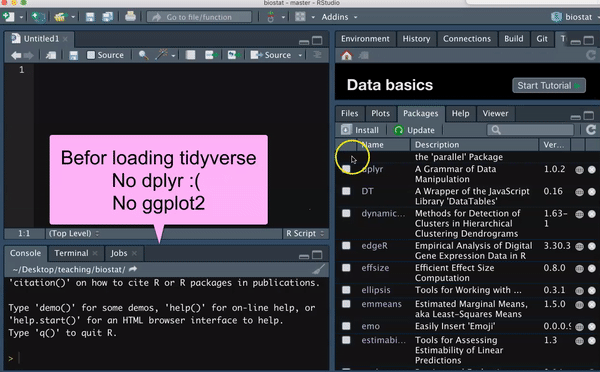 biostat - master - RStudio
Go to file/function
Addins
biostat
Untitled1
Source
Source
1
Befor loading tidyverse
No dplyr :(
No ggplot2
1:1
(Top Level)
R Script
Console
Terminal
Jobs
~/Desktop/teaching/biostat/
'citation()' on how to cite R or R packages in publications.
Type 'demo()' for some demos, 'help()' for on-line help, or
'help.start()' for an HTML browser interface to help.
Type 'q()' to quit R.
>
Environment
History
Connections
Build
Git
T
Data basics
Start Tutorial
Files
Plots
Packages
Help
Viewer
Install
Update
Name
Description
Ver...
the 'parallel' Package
dplyr
A Grammar of Data
Manipulation
1.0.2
DT
A Wrapper of the JavaScript
Library 'DataTables'
0.16
dynamic...
Methods for Detection of
Clusters in Hierarchical
Clustering Dendrograms
1.63-
1
edgeR
Empirical Analysis of Digital
Gene Expression Data in R
3.30.3
effsize
Efficient Effect Size
Computation
0.8.0
ellipsis
Tools for Working with ...
0.3.1
emmeans
Estimated Marginal Means,
aka Least-Squares Means
1.5.0
emo
Easily Insert 'Emoji'
0.0.0.9
estimabi...
Tools for Assessing
Estimability of Linear
Predictions
1.3